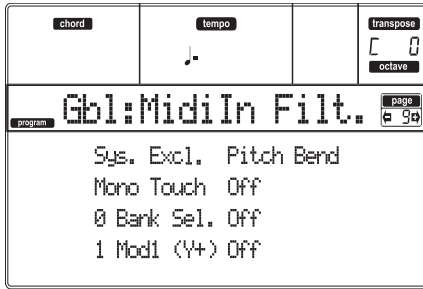 chord
tempo
transpose
C 0
octave
program
Gbl:MidiIn Filt.
page
9
Sys. Excl. Pitch Bend
Mono Touch Off
0 Bank Sel. Off
1 Mod1 (Y+) Off